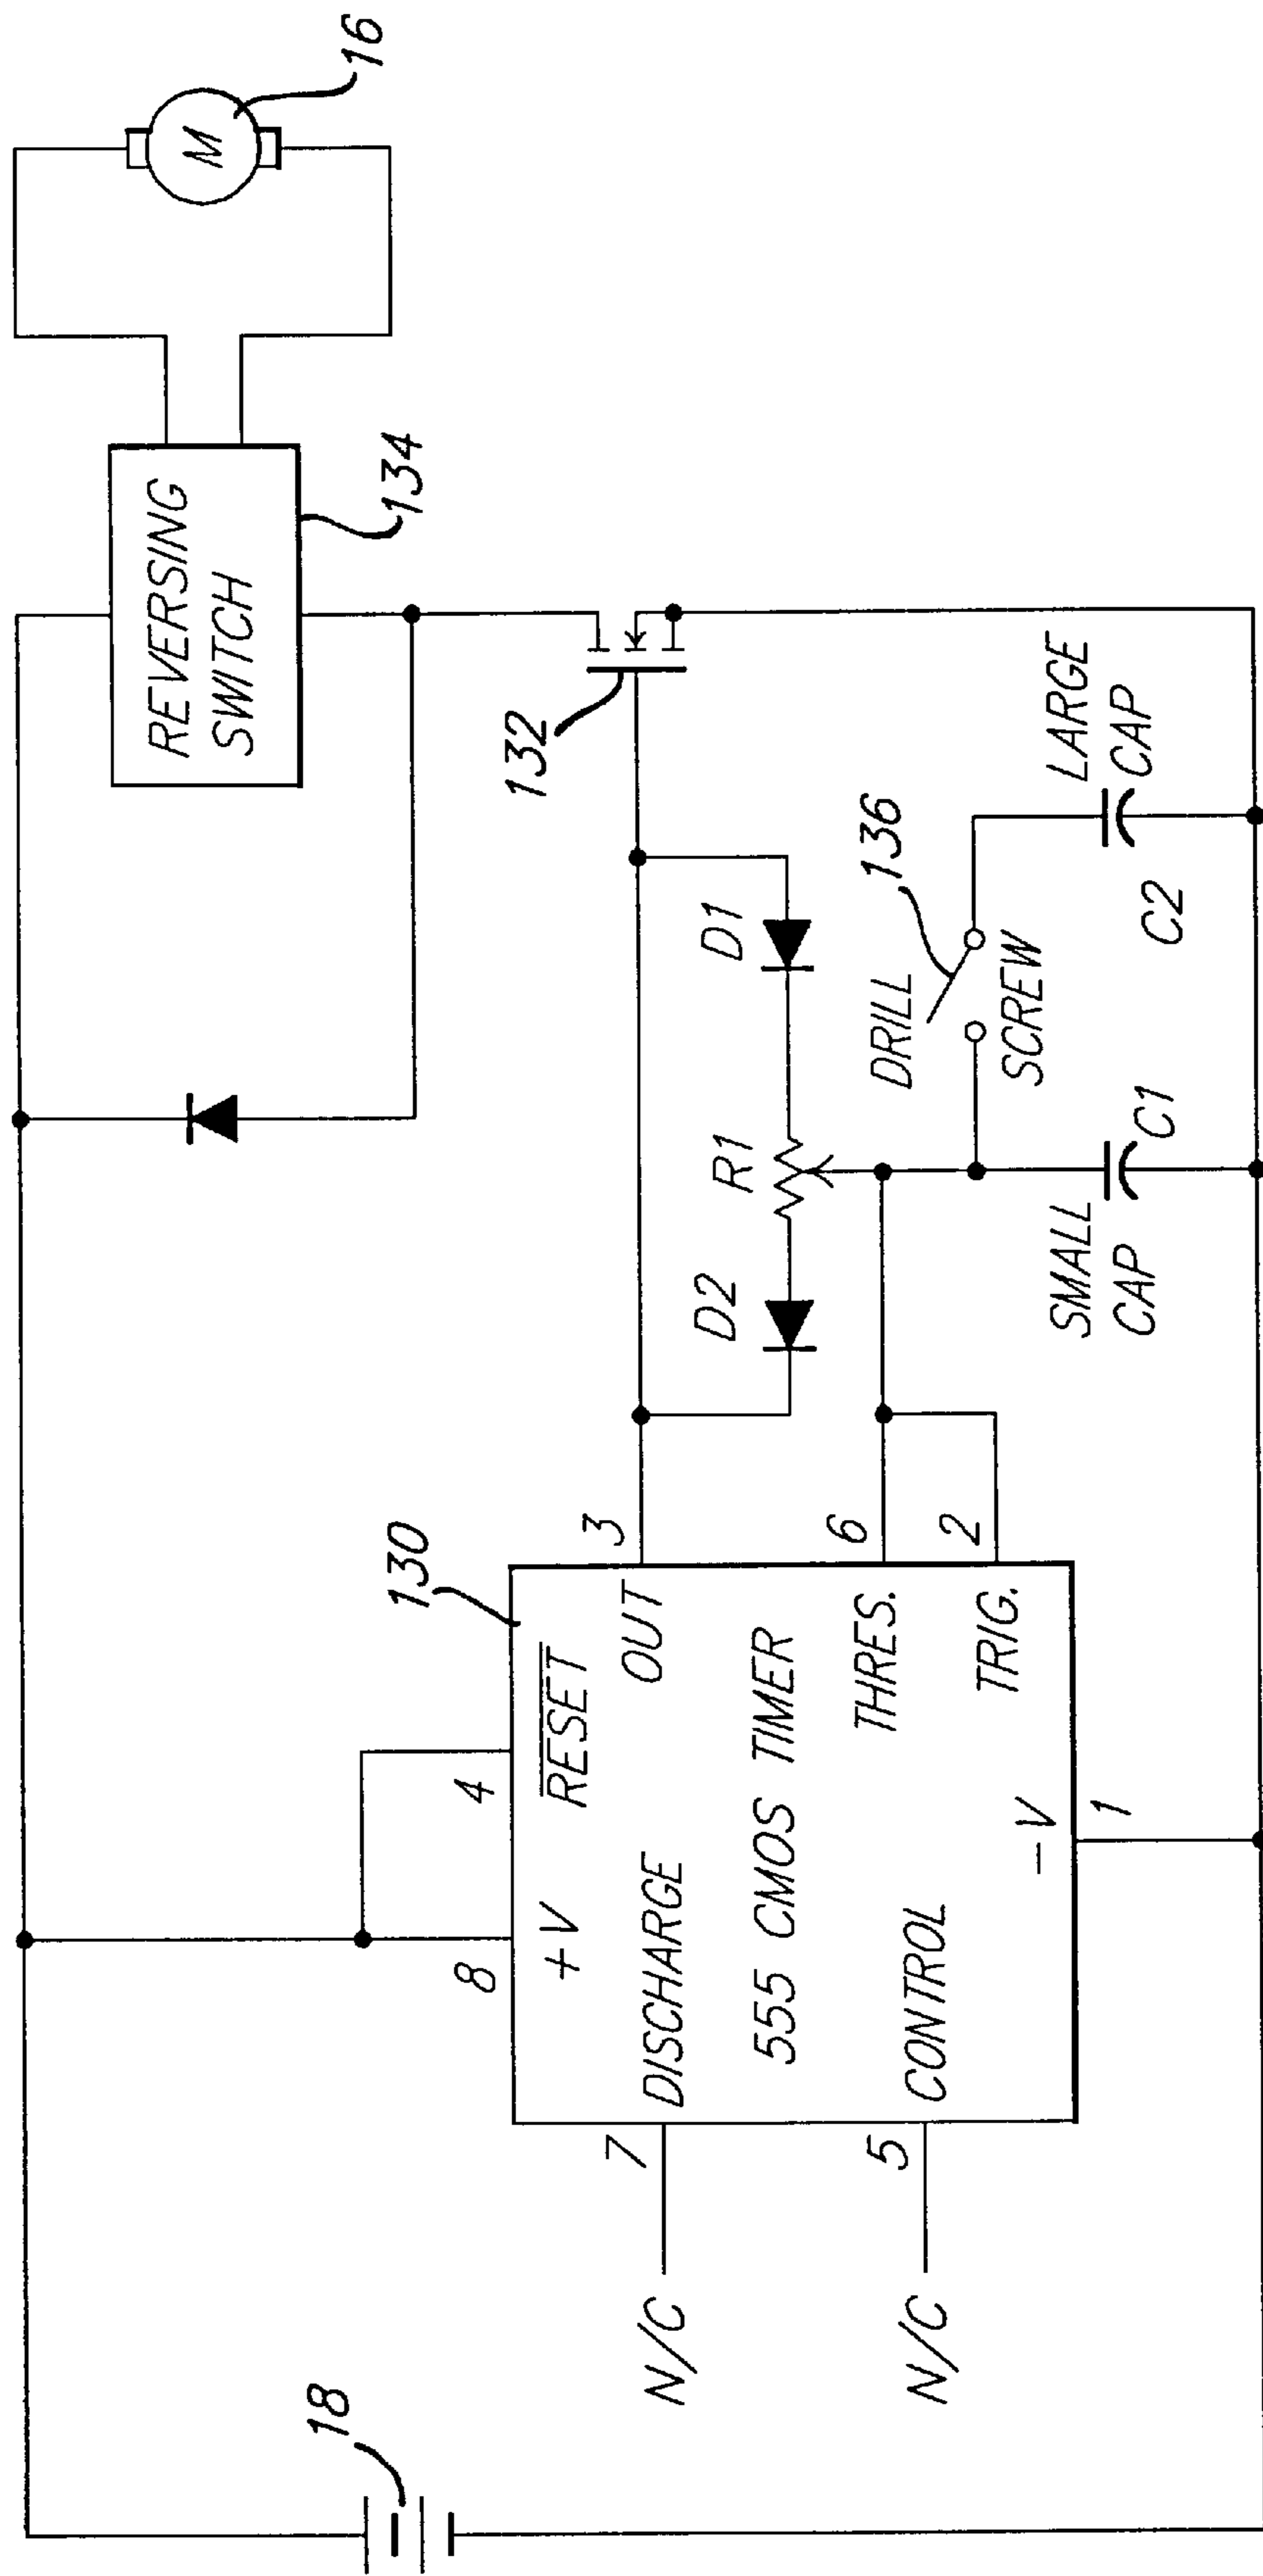 18
16
M
REVERSING
SWITCH
134
130
132
8
4
+V
RESET
7
N/C
DISCHARGE
OUT
3
555 CMOS TIMER
5
N/C
CONTROL
THRES.
6
TRIG.
2
-V
1
D2
R1
D1
DRILL
SCREW
136
SMALL
CAP
C1
LARGE
CAP
C2